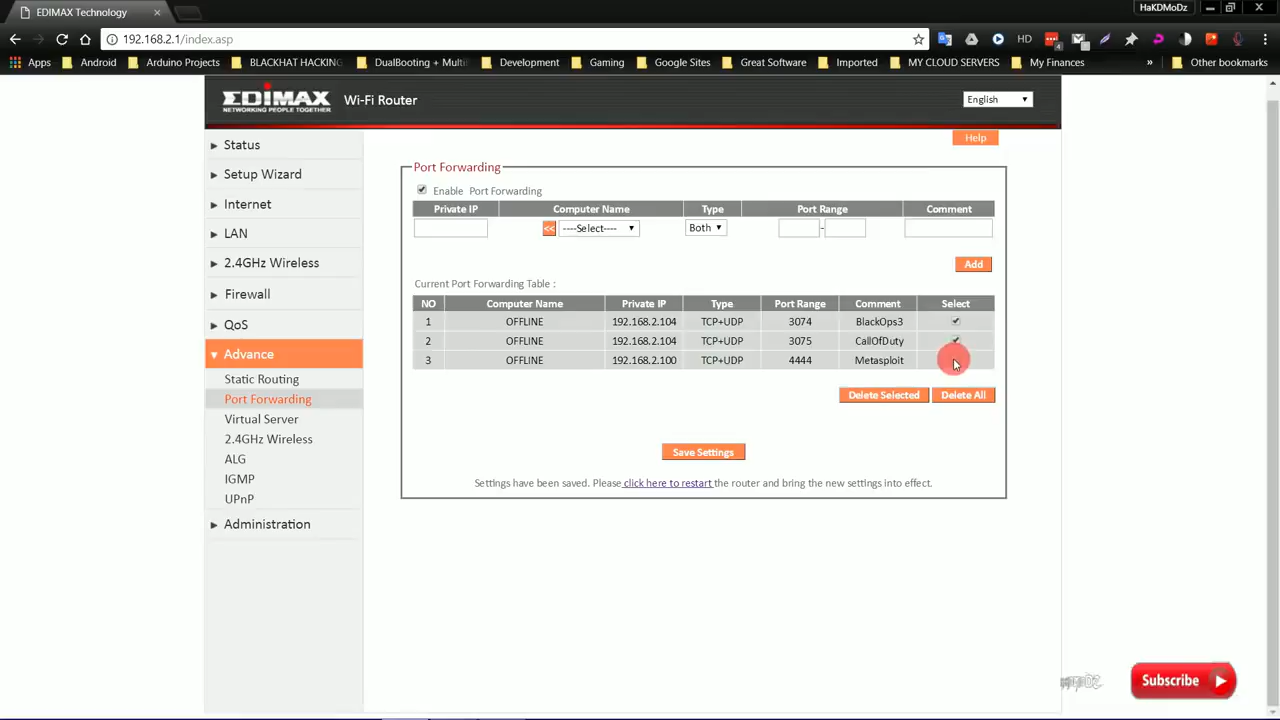 EDIMAX Technology
HaKDMoDz
192.168.2.1/index.asp
HD
4
Apps Android Arduino Projects BLACKHAT HACKING DualBooting + Multi Development Gaming Google Sites Great Software Imported MY CLOUD SERVERS My Finances » Other bookmarks
EDIMAX
NETWORKING PEOPLE TOGETHER
Wi-Fi Router
English
Help
Status
Setup Wizard
Internet
LAN
2.4GHz Wireless
Firewall
QoS
Advance
Static Routing
Port Forwarding
Virtual Server
2.4GHz Wireless
ALG
IGMP
UPnP
Administration
Port Forwarding
Enable Port Forwarding
Private IP Computer Name Type Port Range Comment
<< ----Select---- Both -
Add
Current Port Forwarding Table :
NO Computer Name Private IP Type Port Range Comment Select
1 OFFLINE 192.168.2.104 TCP+UDP 3074 BlackOps3
2 OFFLINE 192.168.2.104 TCP+UDP 3075 CallOfDuty
3 OFFLINE 192.168.2.100 TCP+UDP 4444 Metasploit
Delete Selected Delete All
Save Settings
Settings have been saved. Please click here to restart the router and bring the new settings into effect.
Subscribe